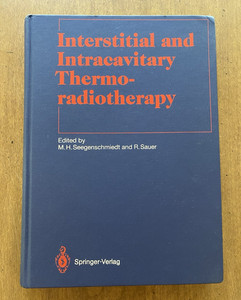 Interstitial and
Intracavitary
Thermo-
radiotherapy
Edited by
M.H. Seegenschmiedt and R. Sauer
Springer-Verlag